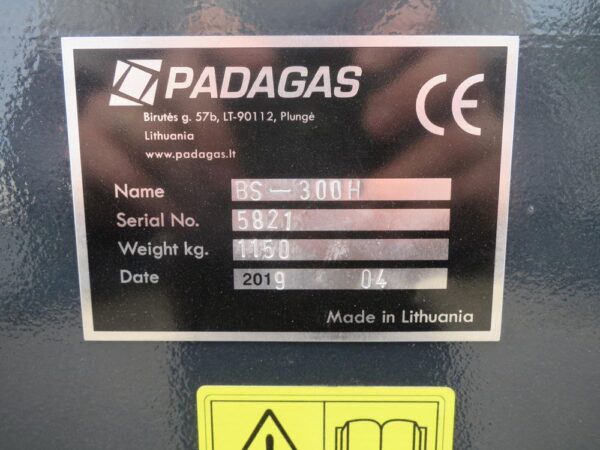 PADAGAS
Birutės g. 57b, LT-90112, Plungė
Lithuania
www.padagas.lt
CE
Name BS-300H
Serial No. 5821
Weight kg. 1150
Date 2019 04
Made in Lithuania